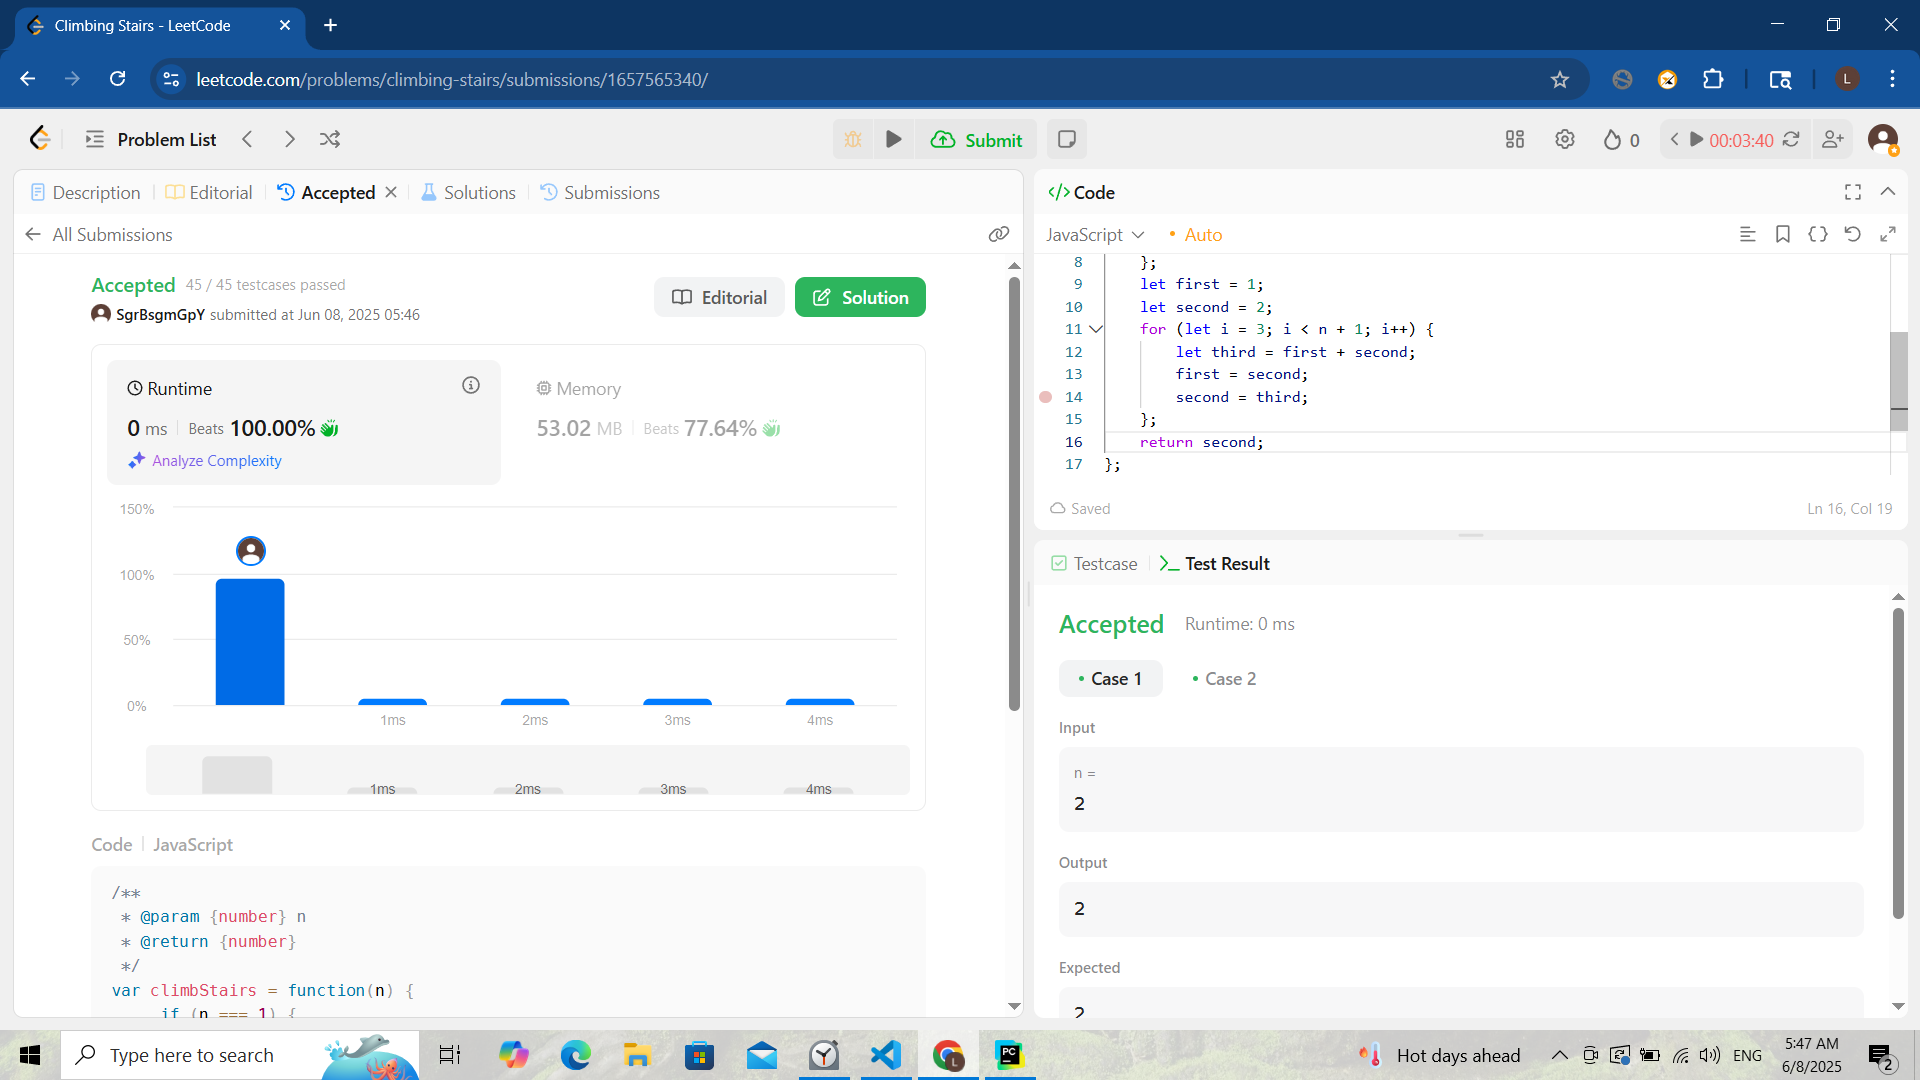 Climbing Stairs - LeetCode
leetcode.com/problems/climbing-stairs/submissions/1657565340/
L
Problem List
Submit
0
00:03:40
Description
Editorial
Accepted
Solutions
Submissions
All Submissions
Accepted 45 / 45 testcases passed
SgrBsgmGpY submitted at Jun 08, 2025 05:46
Editorial
Solution
Runtime
0 ms Beats 100.00%
Analyze Complexity
Memory
53.02 MB Beats 77.64%
150%
100%
50%
0%
1ms 2ms 3ms 4ms
1ms 2ms 3ms 4ms
Code JavaScript
/**
* @param {number} n
* @return {number}
*/
var climbStairs = function(n) {
if (n === 1) {
</> Code
JavaScript
Auto
8 };
9 let first = 1;
10 let second = 2;
11 for (let i = 3; i < n + 1; i++) {
12 let third = first + second;
13 first = second;
14 second = third;
15 };
16 return second;
17 };
Saved
Ln 16, Col 19
Testcase
Test Result
Accepted Runtime: 0 ms
Case 1
Case 2
Input
n =
2
Output
2
Expected
2
Type here to search
L
PC
Hot days ahead
ENG
5:47 AM
6/8/2025
2